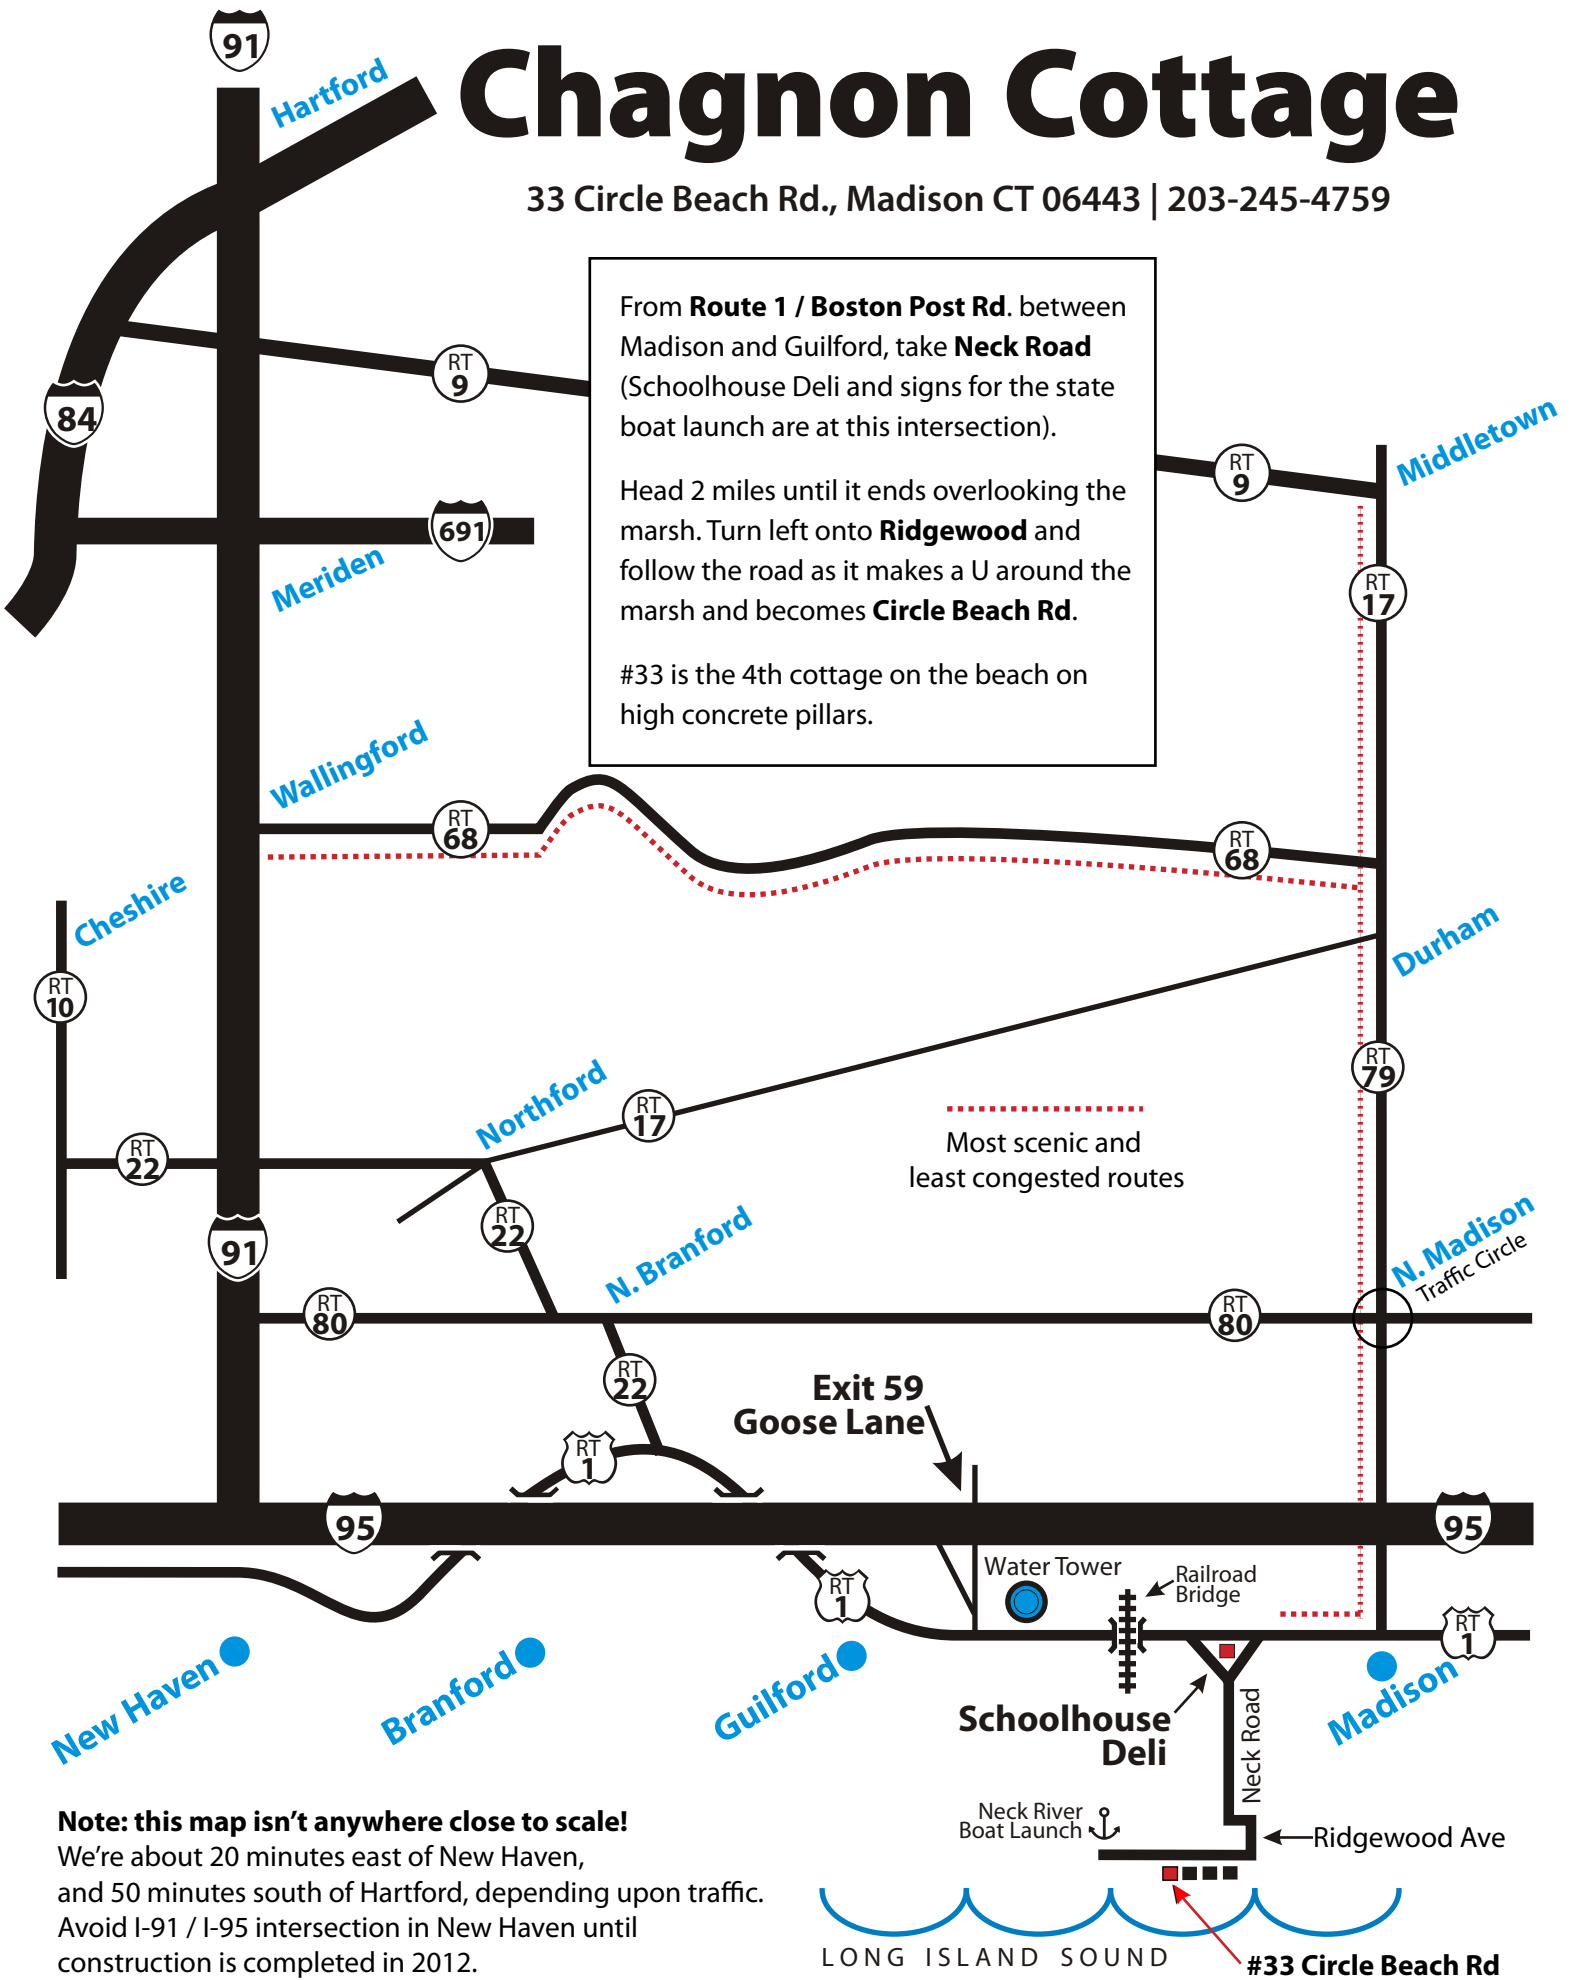 91
Hartford
Chagnon Cottage
33 Circle Beach Rd., Madison CT 06443 | 203-245-4759
From Route 1 / Boston Post Rd. between
Madison and Guilford, take Neck Road
(Schoolhouse Deli and signs for the state
boat launch are at this intersection).
Head 2 miles until it ends overlooking the
marsh. Turn left onto Ridgewood and
follow the road as it makes a U around the
marsh and becomes Circle Beach Rd.
#33 is the 4th cottage on the beach on
high concrete pillars.
RT
9
84
Middletown
RT
9
691
Meriden
RT
17
Wallingford
RT
68
RT
68
Cheshire
Durham
RT
10
RT
79
Northford
RT
17
Most scenic and
least congested routes
RT
22
RT
22
91
N. Branford
N. Madison
Traffic Circle
RT
80
RT
80
RT
22
Exit 59
Goose Lane
RT
1
95
95
Water Tower
Railroad
Bridge
RT
1
RT
1
New Haven
Branford
Guilford
Madison
Schoolhouse
Deli
Neck Road
Neck River
Boat Launch
Ridgewood Ave
Note: this map isn't anywhere close to scale!
We're about 20 minutes east of New Haven,
and 50 minutes south of Hartford, depending upon traffic.
Avoid I-91 / I-95 intersection in New Haven until
construction is completed in 2012.
LONG ISLAND SOUND
#33 Circle Beach Rd